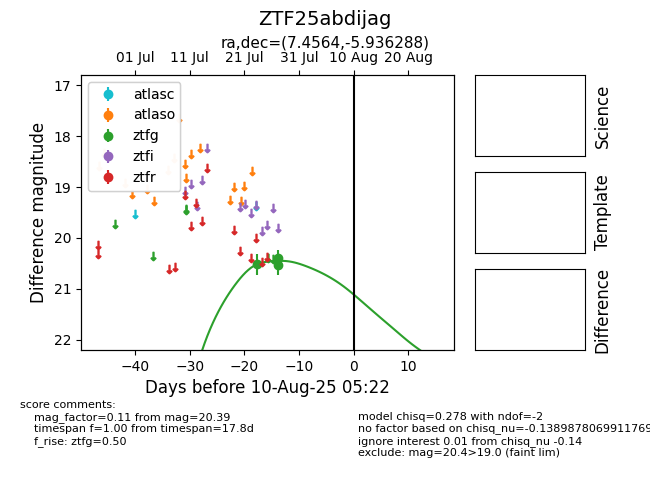 ZTF25abdijag
ra,dec=(7.4564,-5.936288)
01 Jul 11 Jul 21 Jul 31 Jul 10 Aug 20 Aug
17
18
19
20
21
22
Difference magnitude
atlasc
atlaso
ztfg
ztfi
ztfr
−40 −30 −20 −10 0 10
Days before 10-Aug-25 05:22
Science
Template
Difference
score comments:
mag_factor=0.11 from mag=20.39
timespan f=1.00 from timespan=17.8d
f_rise: ztfg=0.50
model chisq=0.278 with ndof=-2
no factor based on chisq_nu=-0.1389878069911769
ignore interest 0.01 from chisq_nu -0.14
exclude: mag=20.4>19.0 (faint lim)